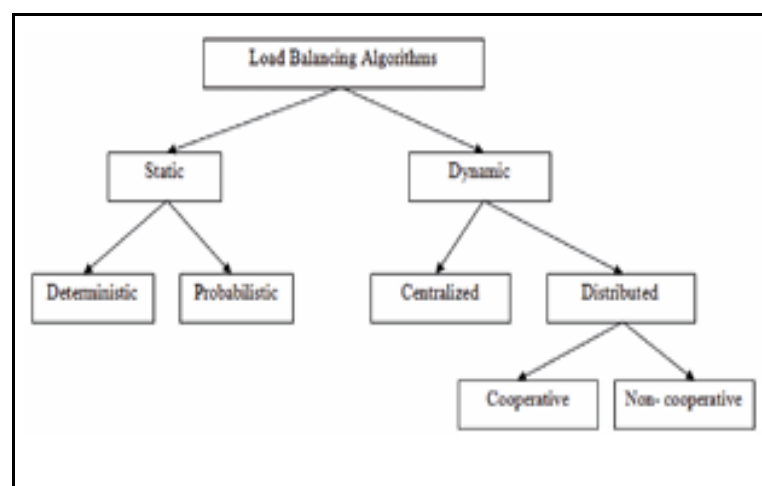 Load Balancing Algorithms
Static
Dynamic
Deterministic
Probabilistic
Centralized
Distributed
Cooperative
Non- cooperative